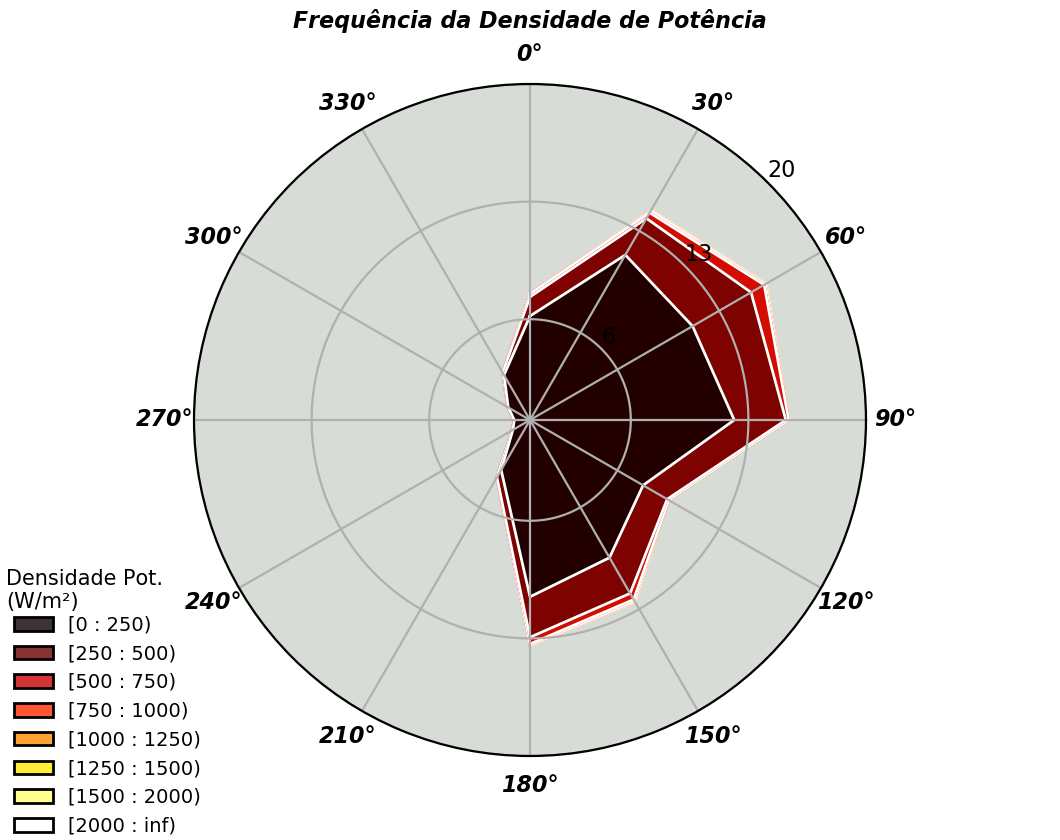 Frequência da Densidade de Potência
0°
330°
30°
20
300°
60°
13
6
270°
90°
240°
120°
210°
150°
180°
Densidade Pot.
(W/m²)
[0 : 250)
[250 : 500)
[500 : 750)
[750 : 1000)
[1000 : 1250)
[1250 : 1500)
[1500 : 2000)
[2000 : inf)